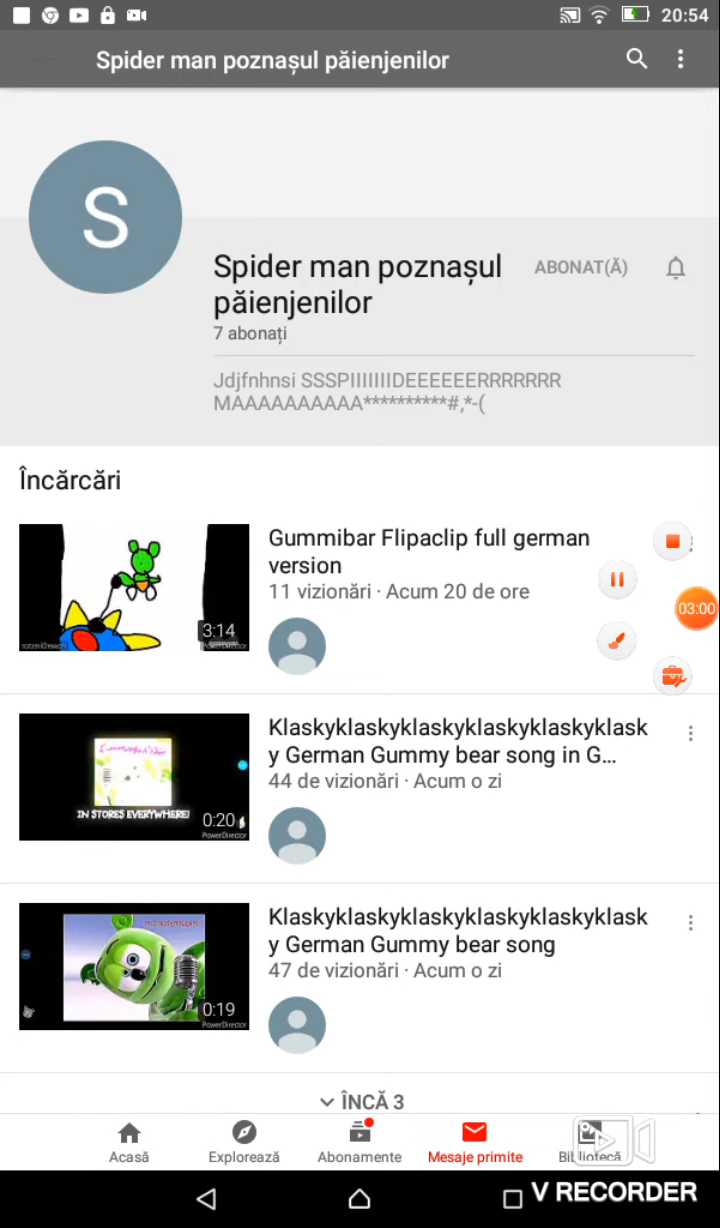 20:54
Spider man poznașul păienjenilor
S
Spider man poznașul
păienjenilor
ABONAT(Ă)
7 abonați
Jdjfnhnsi SSSPIIIIIIIDEEEEEERRRRRRR
MAAAAAAAAAA**********#,*-(
Încărcări
Gummibar Flipaclip full german
version
11 vizionări · Acum 20 de ore
3:14
PowerDirector
03:00
Klaskyklaskyklaskyklaskyklaskyklask
y German Gummy bear song in G...
44 de vizionări · Acum o zi
IN STORES EVERYWHERE!
0:20
PowerDirector
Klaskyklaskyklaskyklaskyklaskyklask
y German Gummy bear song
47 de vizionări · Acum o zi
0:19
PowerDirector
ÎNCĂ 3
Acasă
Explorează
Abonamente
Mesaje primite
Bibliotecă
V RECORDER